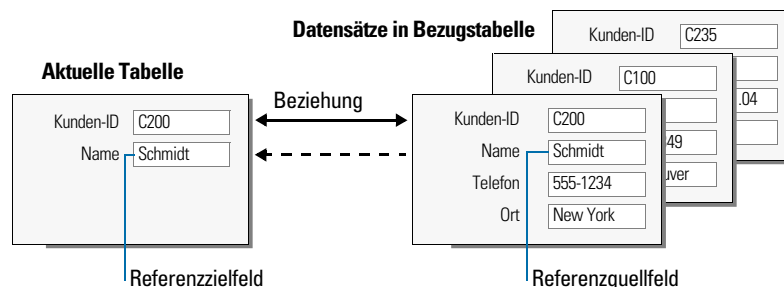 Datensätze in Bezugstabelle
Kunden-ID C235
.04
Kunden-ID C100
49
uver
Aktuelle Tabelle
Kunden-ID C200
Name Schmidt
Beziehung
Kunden-ID C200
Name Schmidt
Telefon 555-1234
Ort New York
Referenzzielfeld
Referenzquellfeld